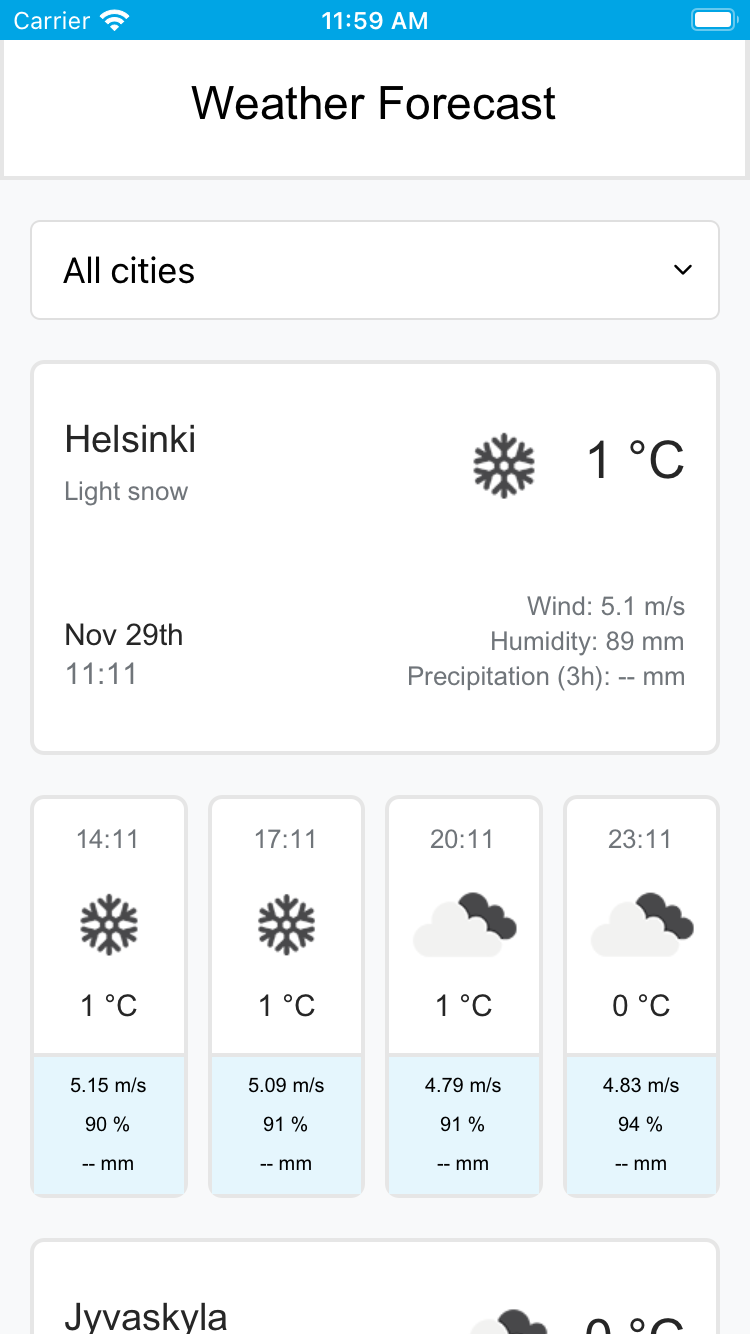 Carrier 11:59 AM
Weather Forecast
All cities
Helsinki
1 °C
Light snow
Wind: 5.1 m/s
Nov 29th
Humidity: 89 mm
11:11
Precipitation (3h): -- mm
14:11 17:11 20:11 23:11
1 °C 1 °C 1 °C 0 °C
5.15 m/s 5.09 m/s 4.79 m/s 4.83 m/s
90 % 91 % 91 % 94 %
-- mm -- mm -- mm -- mm
Jyvaskyla 0 °C